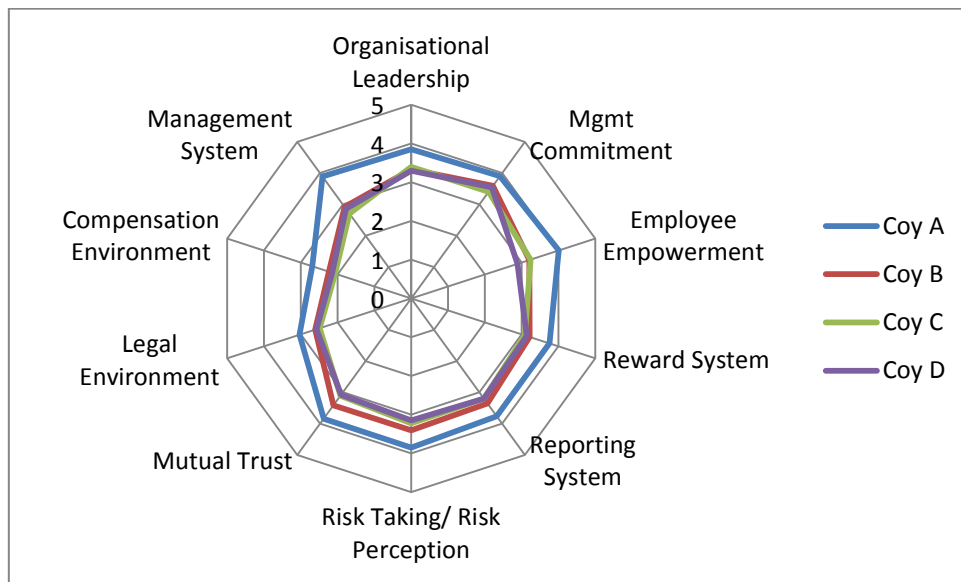 Organisational
Leadership
Mgmt
Commitment
Employee
Empowerment
Reward System
Reporting
System
Risk Taking/ Risk
Perception
Mutual Trust
Legal
Environment
Compensation
Environment
Management
System
5
4
3
2
1
0
Coy A
Coy B
Coy C
Coy D